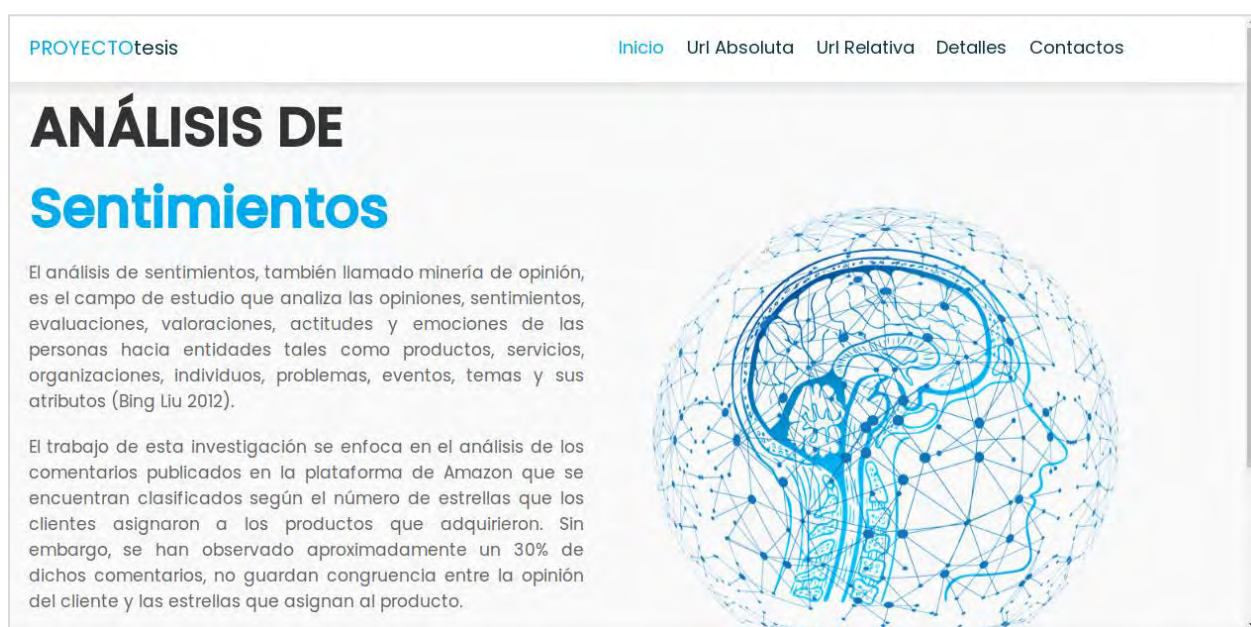 PROYECTOtesis
Inicio Url Absoluta Url Relativa Detalles Contactos
ANÁLISIS DE
Sentimientos
El análisis de sentimientos, también llamado minería de opinión,
es el campo de estudio que analiza las opiniones, sentimientos,
evaluaciones, valoraciones, actitudes y emociones de las
personas hacia entidades tales como productos, servicios,
organizaciones, individuos, problemas, eventos, temas y sus
atributos (Bing Liu 2012).
El trabajo de esta investigación se enfoca en el análisis de los
comentarios publicados en la plataforma de Amazon que se
encuentran clasificados según el número de estrellas que los
clientes asignaron a los productos que adquirieron. Sin
embargo, se han observado aproximadamente un 30% de
dichos comentarios, no guardan congruencia entre la opinión
del cliente y las estrellas que asignan al producto.